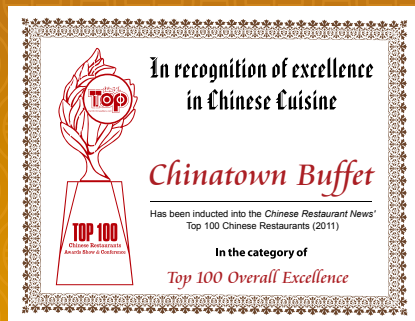 In recognition of excellence
in Chinese Cuisine
Chinatown Buffet
Has been inducted into the Chinese Restaurant News'
Top 100 Chinese Restaurants (2011)
In the category of
Top 100 Overall Excellence
Top
TOP 100
Chinese Restaurants
Awards Show & Conference